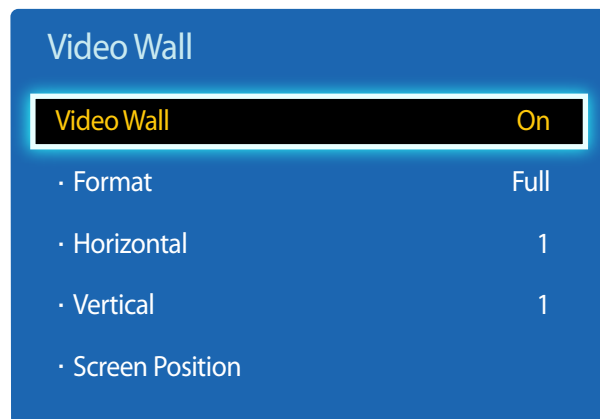 Video Wall
Video Wall On
· Format Full
· Horizontal 1
· Vertical 1
· Screen Position